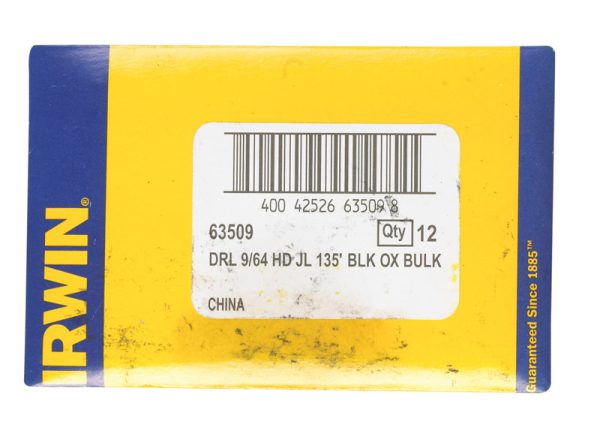 IRWIN®
400 42526 63509 8
63509 Qty 12
DRL 9/64 HD JL 135' BLK OX BULK
CHINA
Guaranteed Since 1885™